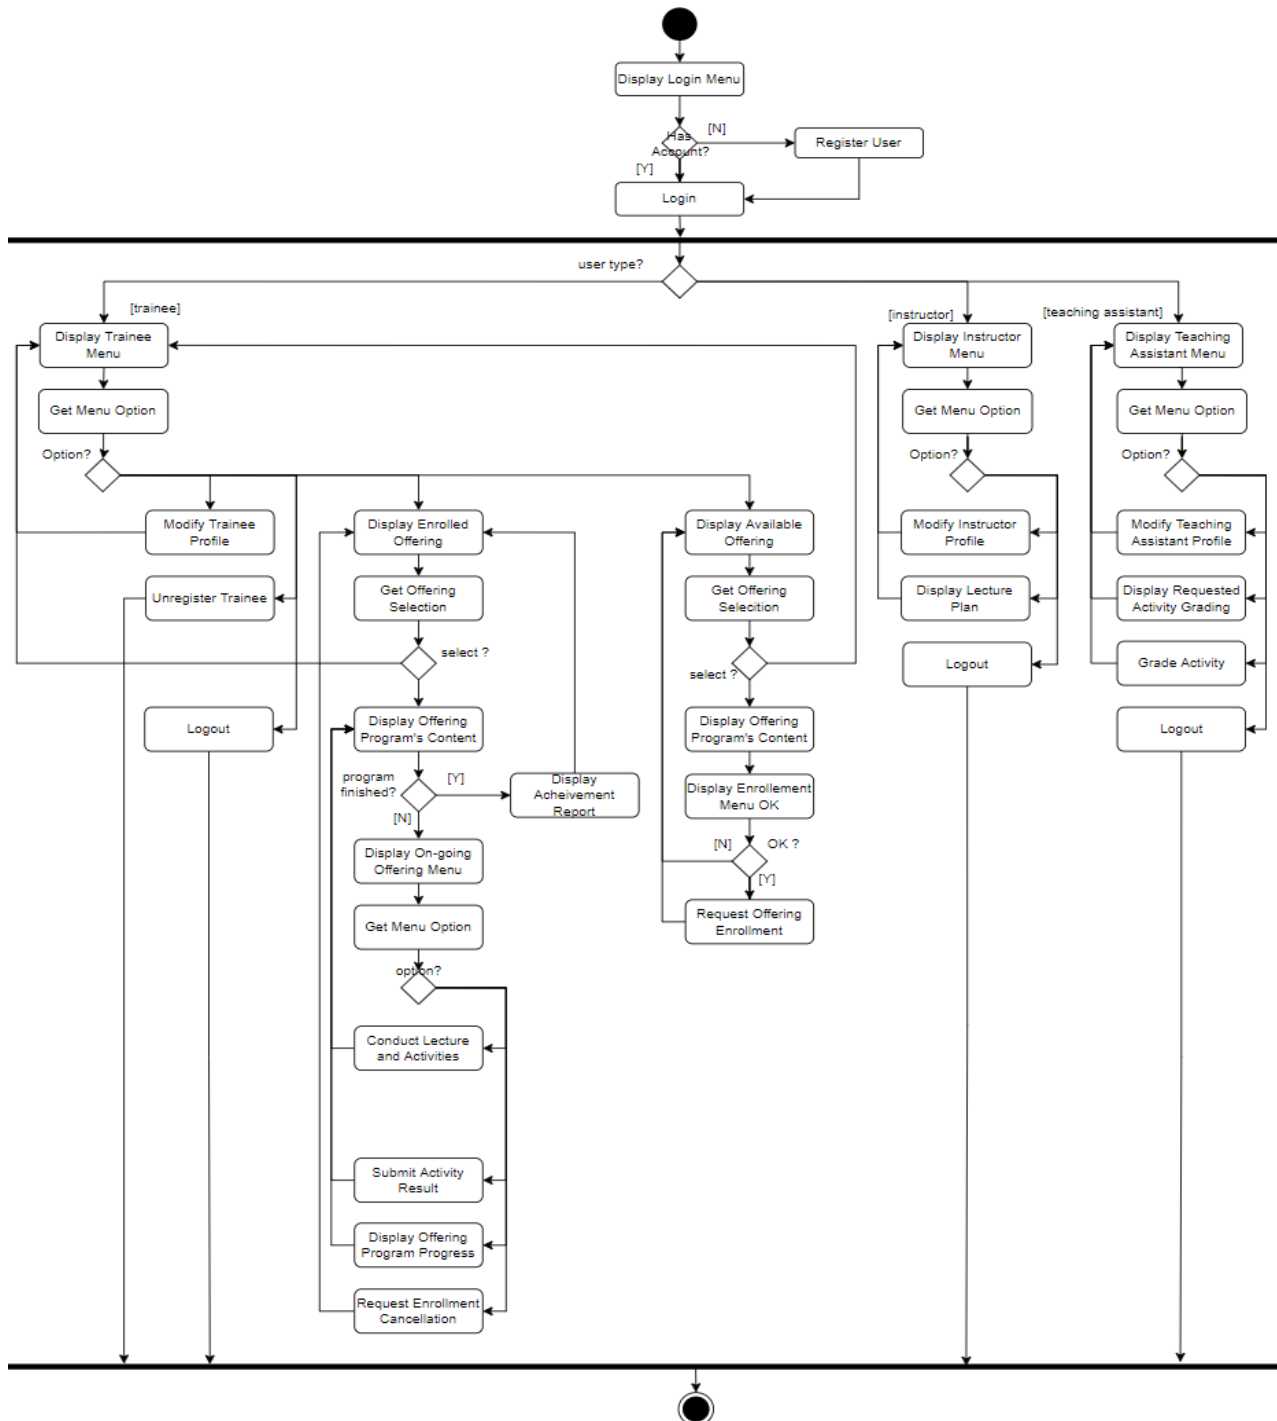 Display Login Menu
Has
Account?
[N]
Register User
[Y]
Login
user type?
[trainee]
[instructor]
[teaching assistant]
Display Trainee
Menu
Display Instructor
Menu
Display Teaching
Assistant Menu
Get Menu Option
Get Menu Option
Get Menu Option
Option?
Option?
Option?
Modify Trainee
Profile
Display Enrolled
Offering
Display Available
Offering
Modify Instructor
Profile
Modify Teaching
Assistant Profile
Unregister Trainee
Get Offering
Selection
Get Offering
Selecition
Display Lecture
Plan
Display Requested
Activity Grading
select ?
select ?
Logout
Grade Activity
Logout
Display Offering
Program's Content
Display Offering
Program's Content
Logout
program
finished?
[Y]
Display
Acheivement
Report
Display Enrollement
Menu OK
[N]
[N]
OK ?
[Y]
Display On-going
Offering Menu
Get Menu Option
Request Offering
Enrollment
option?
Conduct Lecture
and Activities
Submit Activity
Result
Display Offering
Program Progress
Request Enrollment
Cancellation